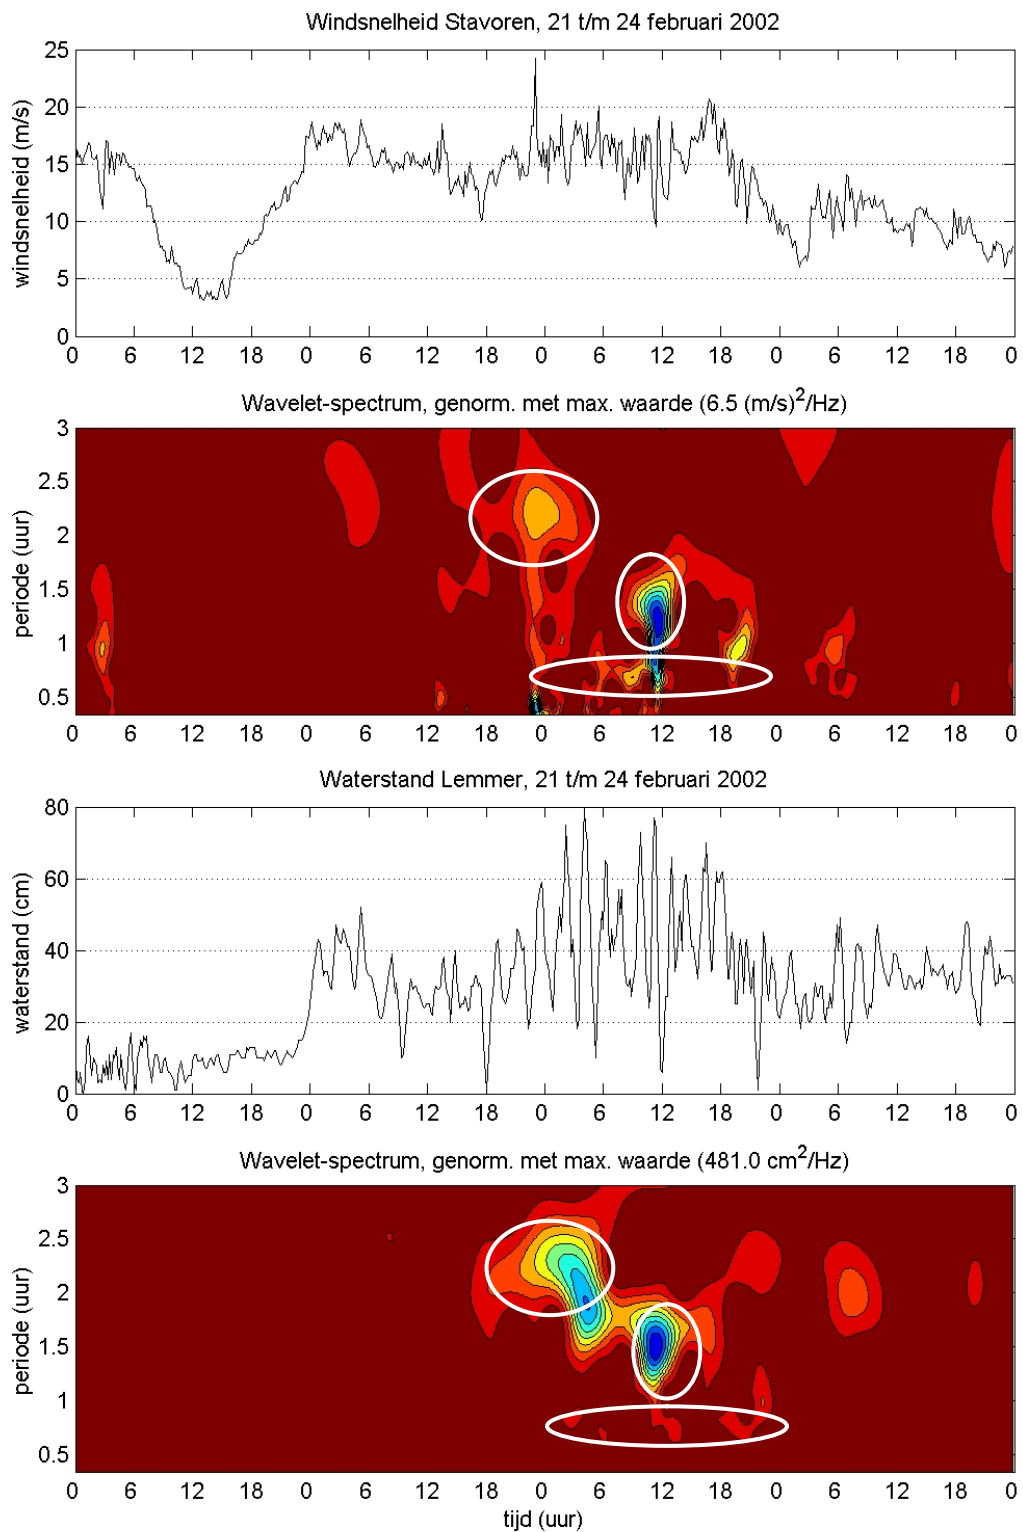 Windsnelheid Stavoren, 21 t/m 24 februari 2002
25
20
15
10
5
0
windsnelheid (m/s)
0 6 12 18 0 6 12 18 0 6 12 18 0 6 12 18 0
Wavelet-spectrum, genorm. met max. waarde (6.5 (m/s)²/Hz)
3
2.5
2
1.5
1
0.5
periode (uur)
0 6 12 18 0 6 12 18 0 6 12 18 0 6 12 18 0
Waterstand Lemmer, 21 t/m 24 februari 2002
80
60
40
20
0
waterstand (cm)
0 6 12 18 0 6 12 18 0 6 12 18 0 6 12 18 0
Wavelet-spectrum, genorm. met max. waarde (481.0 cm²/Hz)
3
2.5
2
1.5
1
0.5
periode (uur)
0 6 12 18 0 6 12 18 0 6 12 18 0 6 12 18 0
tijd (uur)